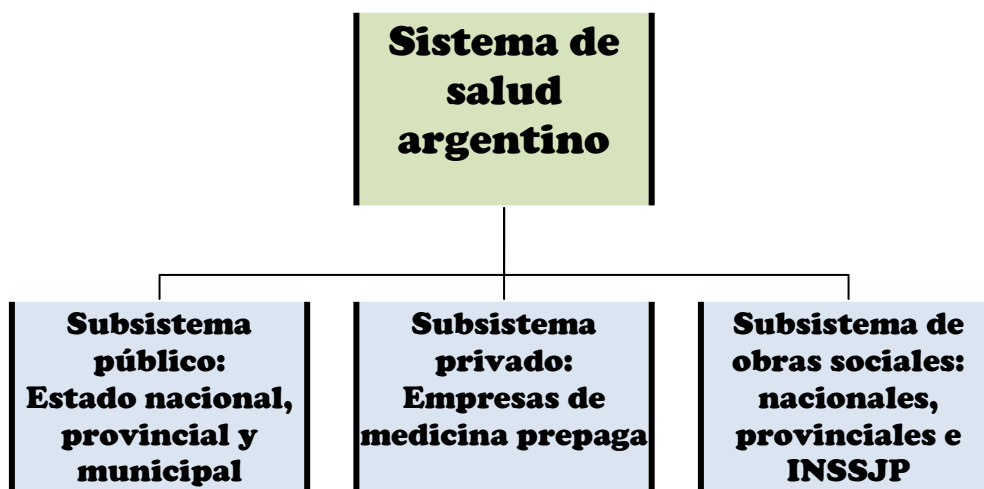 Sistema de
salud
argentino
Subsistema
público:
Estado nacional,
provincial y
municipal
Subsistema
privado:
Empresas de
medicina prepaga
Subsistema de
obras sociales:
nacionales,
provinciales e
INSSJP